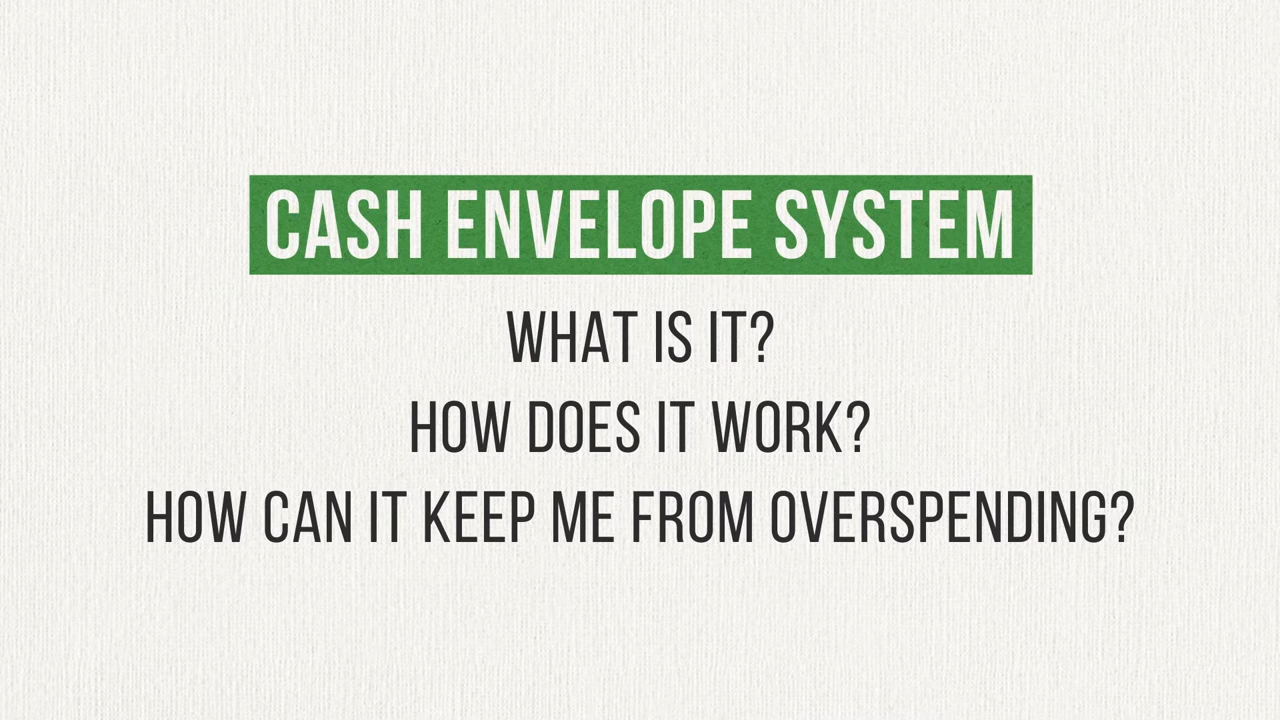 CASH ENVELOPE SYSTEM
WHAT IS IT?
HOW DOES IT WORK?
HOW CAN IT KEEP ME FROM OVERSPENDING?